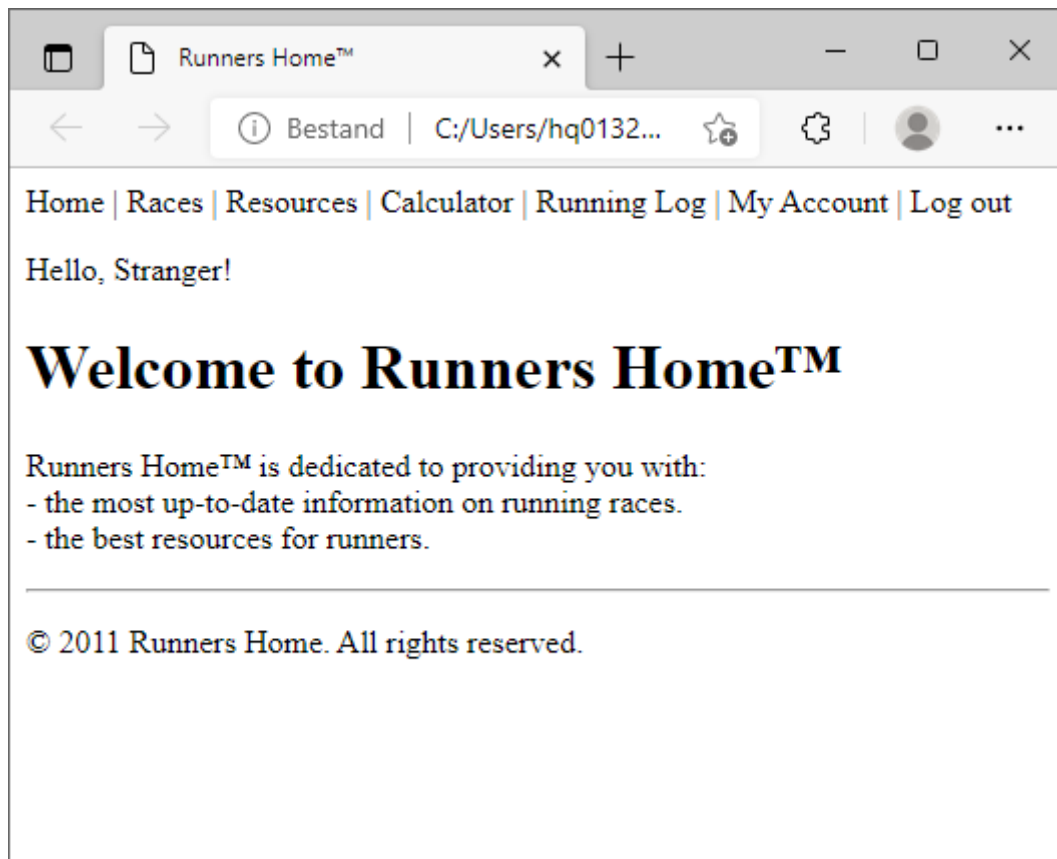 Runners Home™
Bestand | C:/Users/hq0132...
Home | Races | Resources | Calculator | Running Log | My Account | Log out
Hello, Stranger!
Welcome to Runners Home™
Runners Home™ is dedicated to providing you with:
- the most up-to-date information on running races.
- the best resources for runners.
© 2011 Runners Home. All rights reserved.